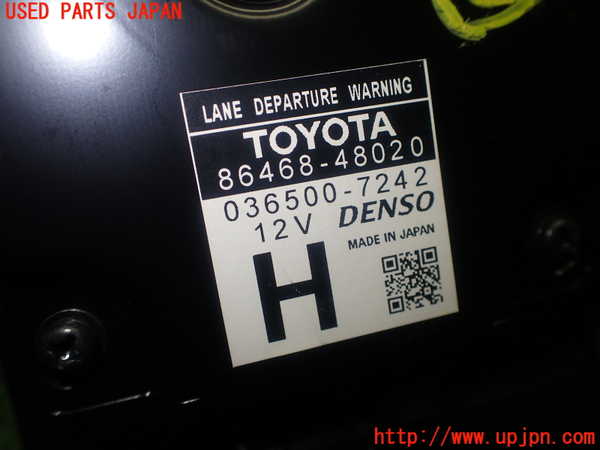 USED PARTS JAPAN
LANE DEPARTURE WARNING
TOYOTA
86468-48020
036500-7242
12V DENSO
MADE IN JAPAN
H
http://www.upjpn.com/